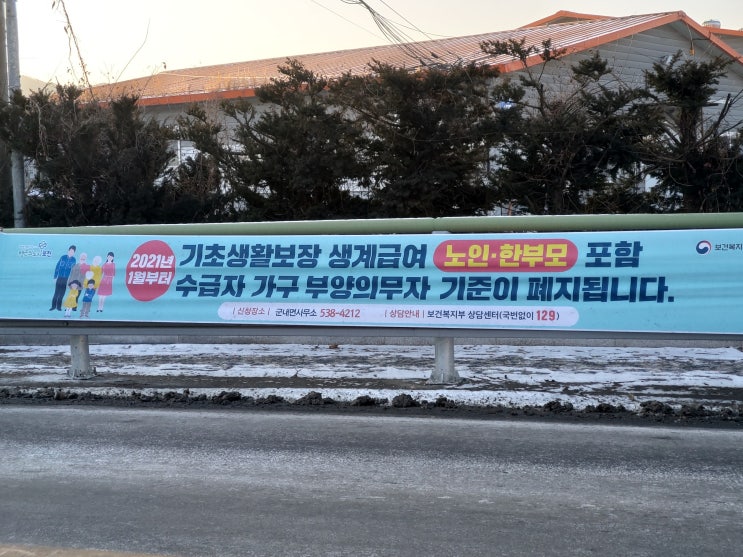 2021년
1월부터
기초생활보장 생계급여 노인·한부모 포함
수급자 가구 부양의무자 기준이 폐지됩니다.
| 신청장소 | 군내면사무소 538-4212 | 상담안내 | 보건복지부 상담센터(국번없이 129)
보건복지